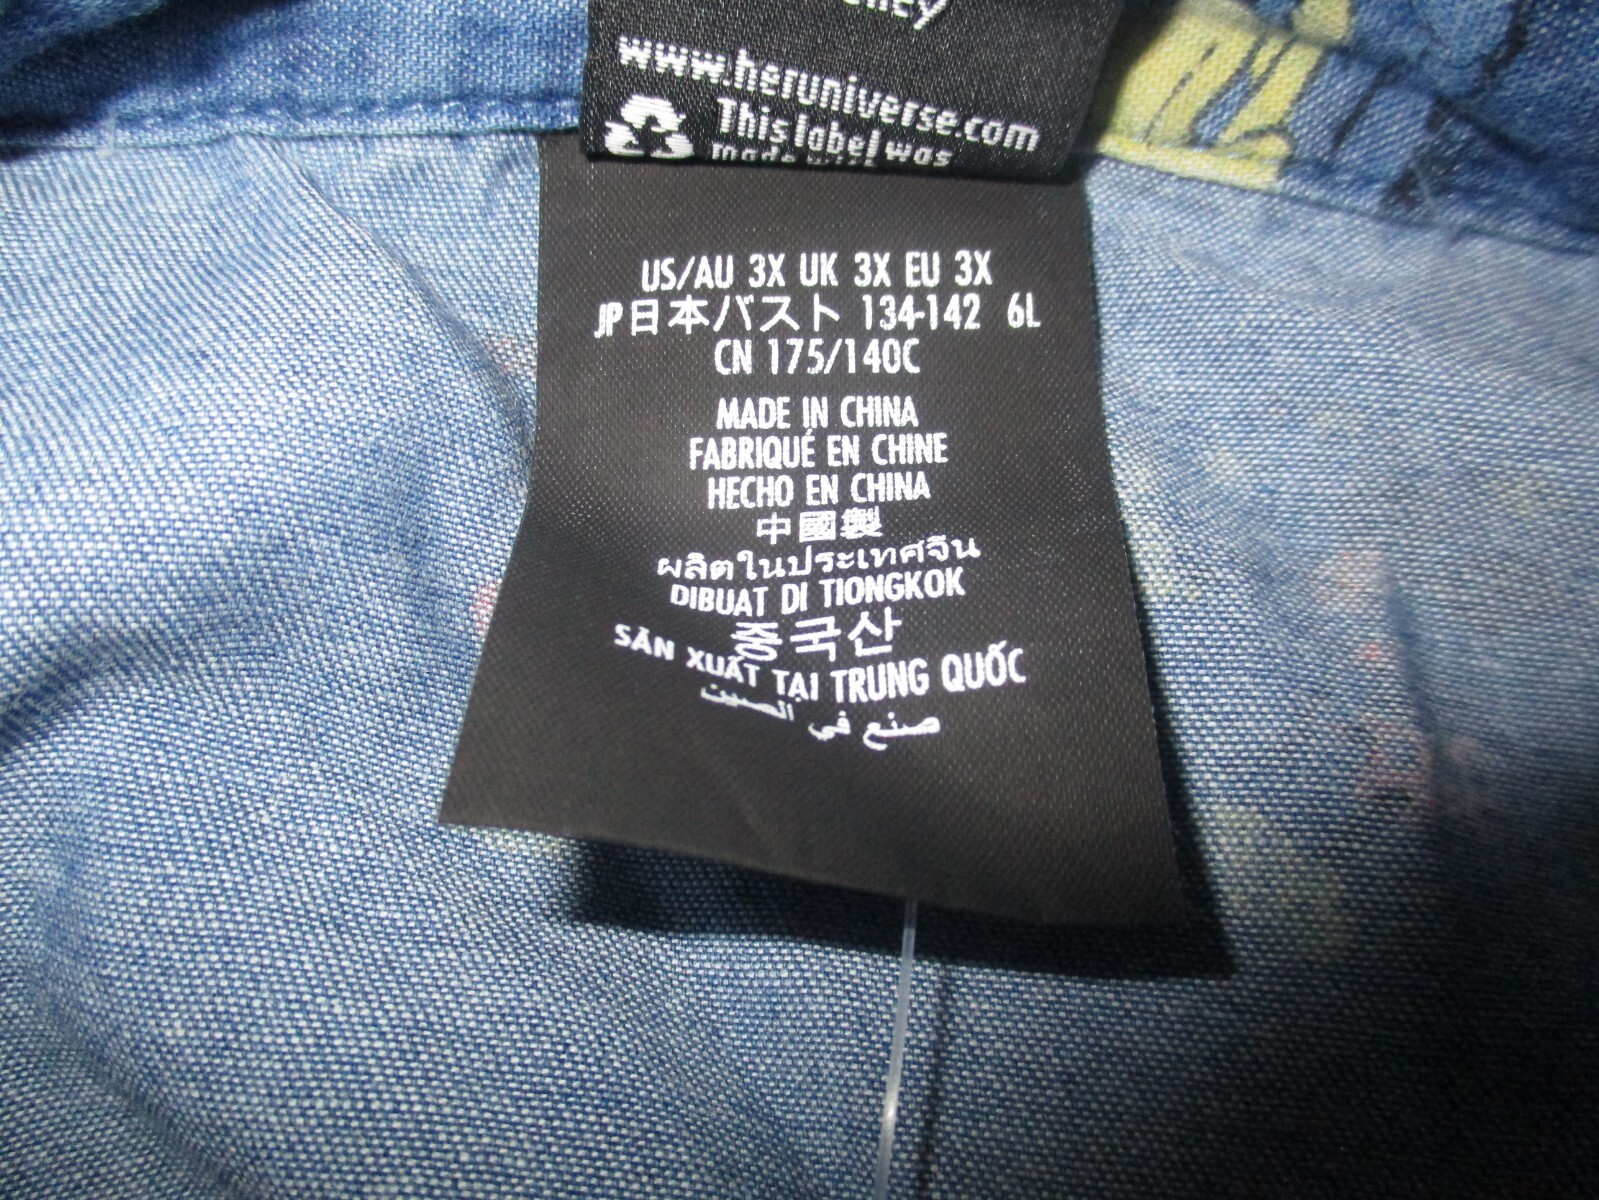 www.heruniverse.com
This label was
made with
US/AU 3X UK 3X EU 3X
JP日本バスト 134-142 6L
CN 175/140C
MADE IN CHINA
FABRIQUÉ EN CHINE
HECHO EN CHINA
中國製
ผลิตในประเทศจีน
DIBUAT DI TIONGKOK
중국산
SẢN XUẤT TẠI TRUNG QUỐC
صنع في الصين